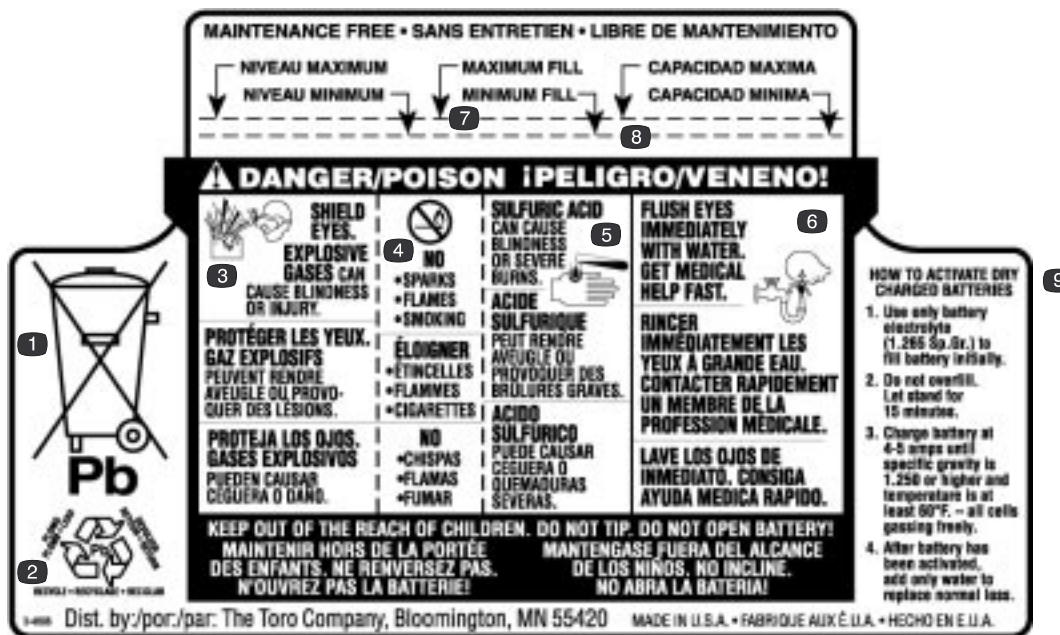 MAINTENANCE FREE • SANS ENTRETIEN • LIBRE DE MANTENIMIENTO
NIVEAU MAXIMUM MAXIMUM FILL CAPACIDAD MAXIMA
NIVEAU MINIMUM MINIMUM FILL CAPACIDAD MINIMA
7
8
DANGER/POISON ¡PELIGRO/VENENO!
SHIELD
EYES.
EXPLOSIVE
GASES CAN
CAUSE BLINDNESS
OR INJURY.
3
PROTÉGER LES YEUX.
GAZ EXPLOSIFS
PEUVENT RENDRE
AVEUGLE OU PROVO-
QUER DES LÉSIONS.
PROTEJA LOS OJOS.
GASES EXPLOSIVOS
PUEDEN CAUSAR
CEGUERA O DAÑO.
4
NO
•SPARKS
•FLAMES
•SMOKING
ÉLOIGNER
•ÉTINCELLES
•FLAMMES
•CIGARETTES
NO
•CHISPAS
•FLAMAS
•FUMAR
SULFURIC ACID
CAN CAUSE
BLINDNESS
OR SEVERE
BURNS.
5
ACIDE
SULFURIQUE
PEUT RENDRE
AVEUGLE OU
PROVOQUER DES
BRÛLURES GRAVES.
ACIDO
SULFURICO
PUEDE CAUSAR
CEGUERA O
QUEMADURAS
SEVERAS.
FLUSH EYES
IMMEDIATELY
WITH WATER.
GET MEDICAL
HELP FAST.
6
RINCER
IMMÉDIATEMENT LES
YEUX À GRANDE EAU.
CONTACTER RAPIDEMENT
UN MEMBRE DE LA
PROFESSION MÉDICALE.
LAVE LOS OJOS DE
INMEDIATO. CONSIGA
AYUDA MEDICA RAPIDO.
KEEP OUT OF THE REACH OF CHILDREN. DO NOT TIP. DO NOT OPEN BATTERY!
MAINTENIR HORS DE LA PORTÉE
DES ENFANTS. NE RENVERSEZ PAS.
N'OUVREZ PAS LA BATTERIE!
MANTENGASE FUERA DEL ALCANCE
DE LOS NIÑOS. NO INCLINE.
NO ABRA LA BATERIA!
1
Pb
2
RECYCLE • RECYCLAGE • RECICLAR
9
HOW TO ACTIVATE DRY
CHARGED BATTERIES
1. Use only battery
electrolyte
(1.265 Sp.Gr.) to
fill battery initially.
2. Do not overfill.
Let stand for
15 minutes.
3. Charge battery at
4-5 amps until
specific gravity is
1.250 or higher and
temperature is at
least 60°F. – all cells
gassing freely.
4. After battery has
been activated,
add only water to
replace normal loss.
Dist. by:/por:/par: The Toro Company, Bloomington, MN 55420 MADE IN U.S.A. • FABRIQUE AUX É.U.A. • HECHO EN E.U.A.